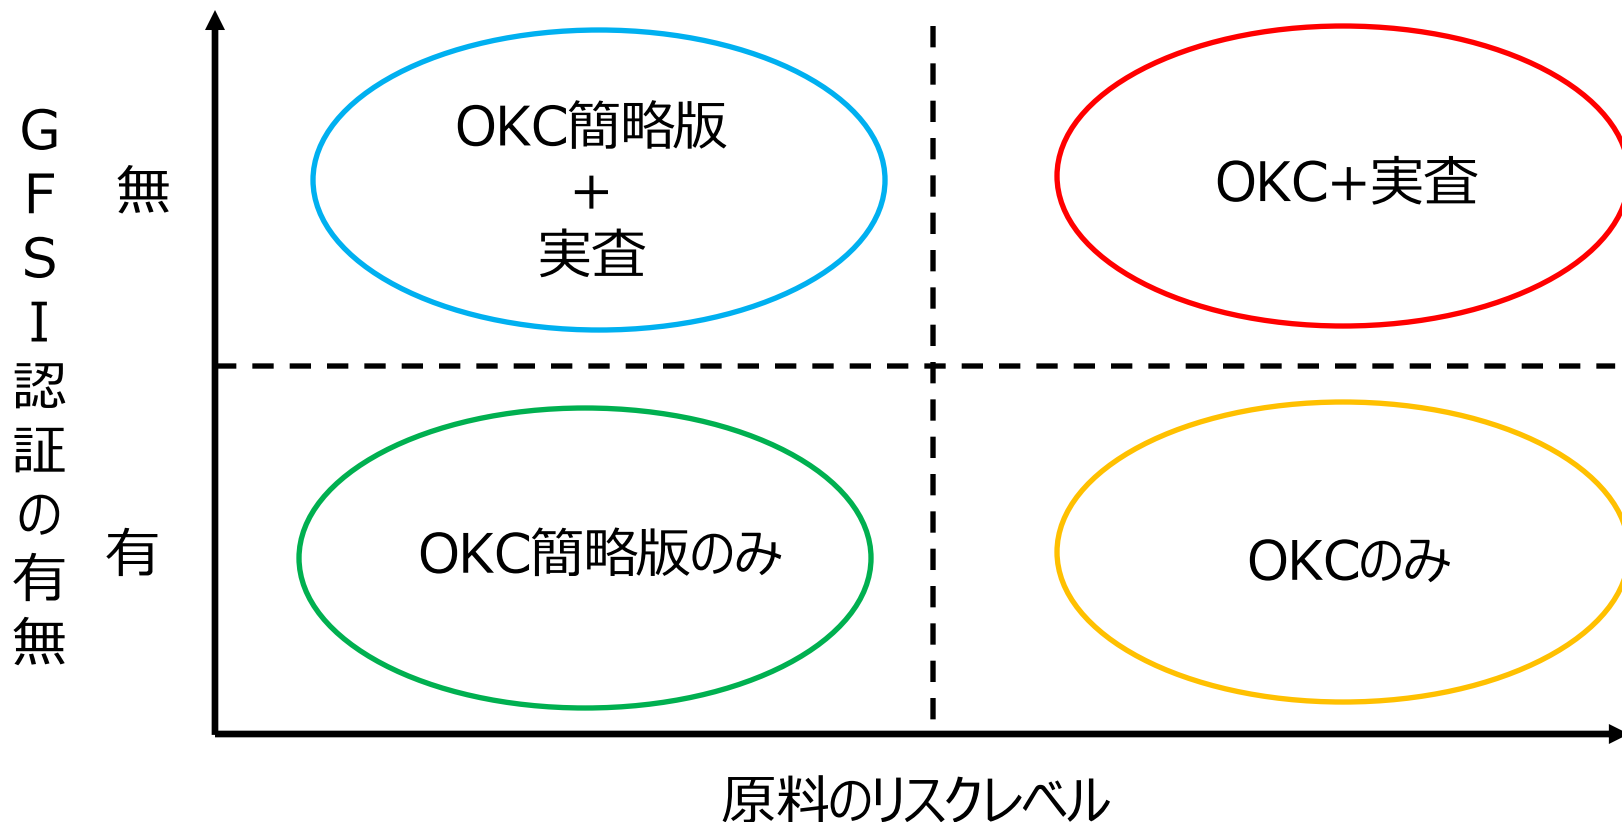 GFSI認証の有無
無
有
OKC簡略版
+
実査
OKC+実査
OKC簡略版のみ
OKCのみ
原料のリスクレベル